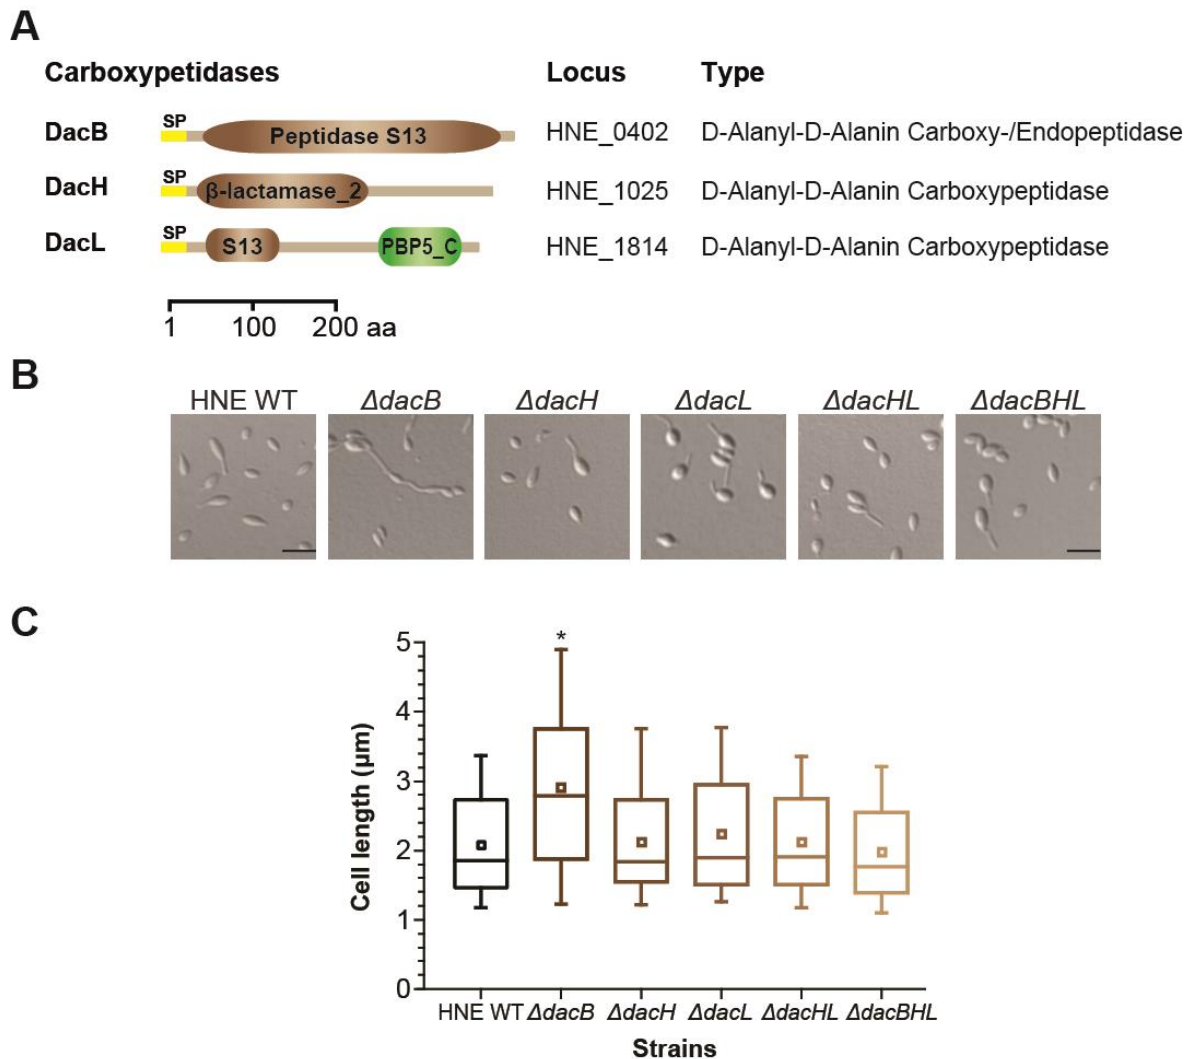 A
Carboxypetidases Locus Type
DacB SP Peptidase S13 HNE_0402 D-Alanyl-D-Alanin Carboxy-/Endopeptidase
DacH SP β-lactamase_2 HNE_1025 D-Alanyl-D-Alanin Carboxypeptidase
DacL SP S13 PBP5_C HNE_1814 D-Alanyl-D-Alanin Carboxypeptidase
1 100 200 aa
B
HNE WT ΔdacB ΔdacH ΔdacL ΔdacHL ΔdacBHL
C
Cell length (μm)
5
4
3
2
1
0
*
HNE WT ΔdacB ΔdacH ΔdacL ΔdacHL ΔdacBHL
Strains